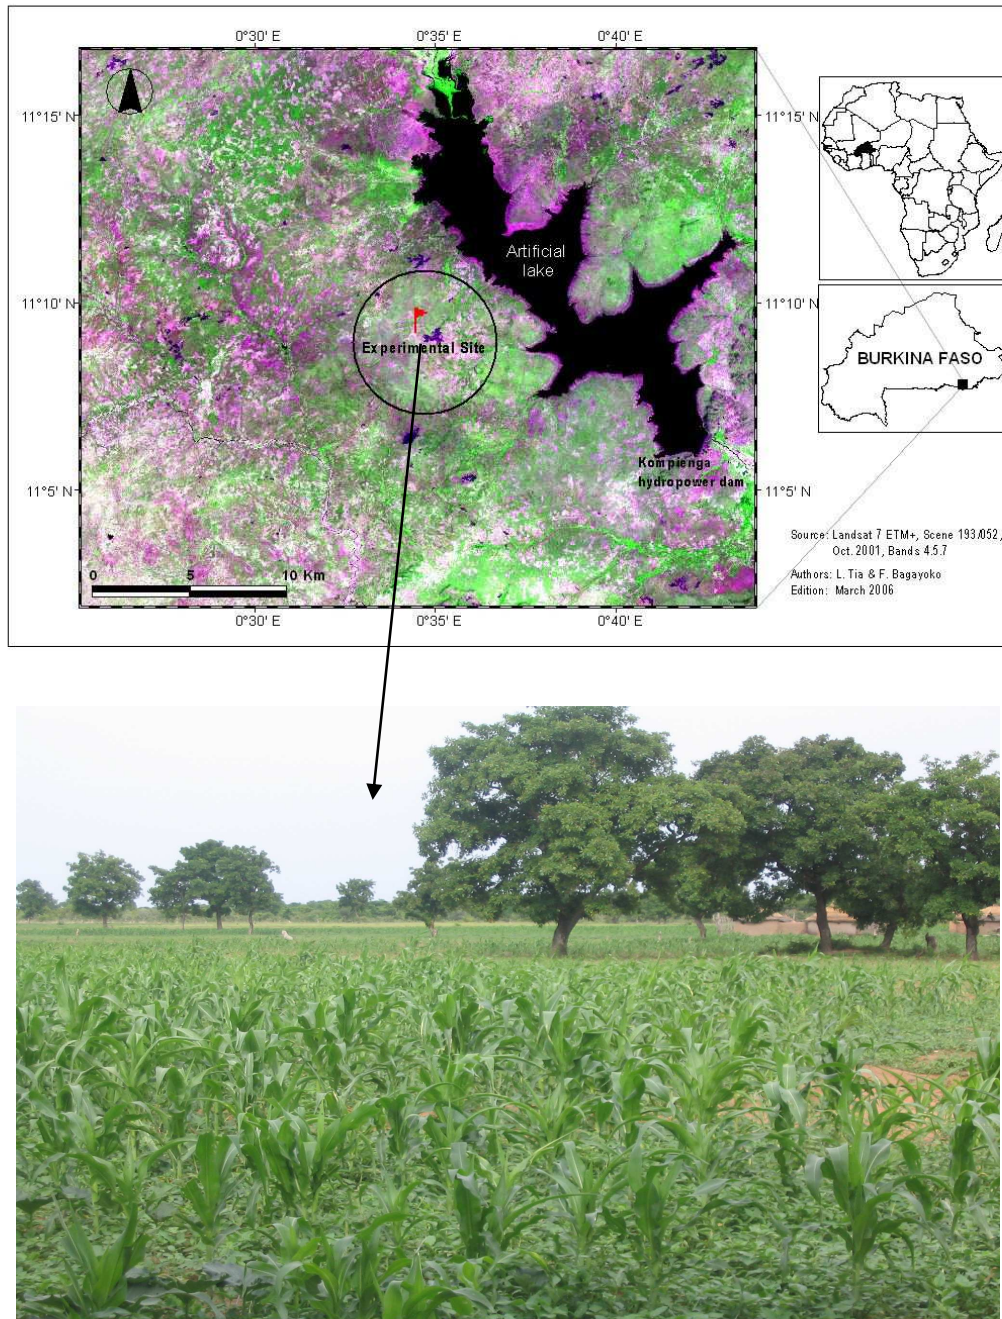 0°30' E
0°35' E
0°40' E
11°15' N
11°15' N
11°10' N
11°10' N
11°5' N
11°5' N
Artificial
lake
Experimental Site
Kompienga
hydropower dam
0
5
10 Km
0°30' E
0°35' E
0°40' E
BURKINA FASO
Source: Landsat 7 ETM+, Scene 193/052,
Oct. 2001, Bands 4.5.7
Authors: L. Tia & F. Bagayoko
Edition: March 2006